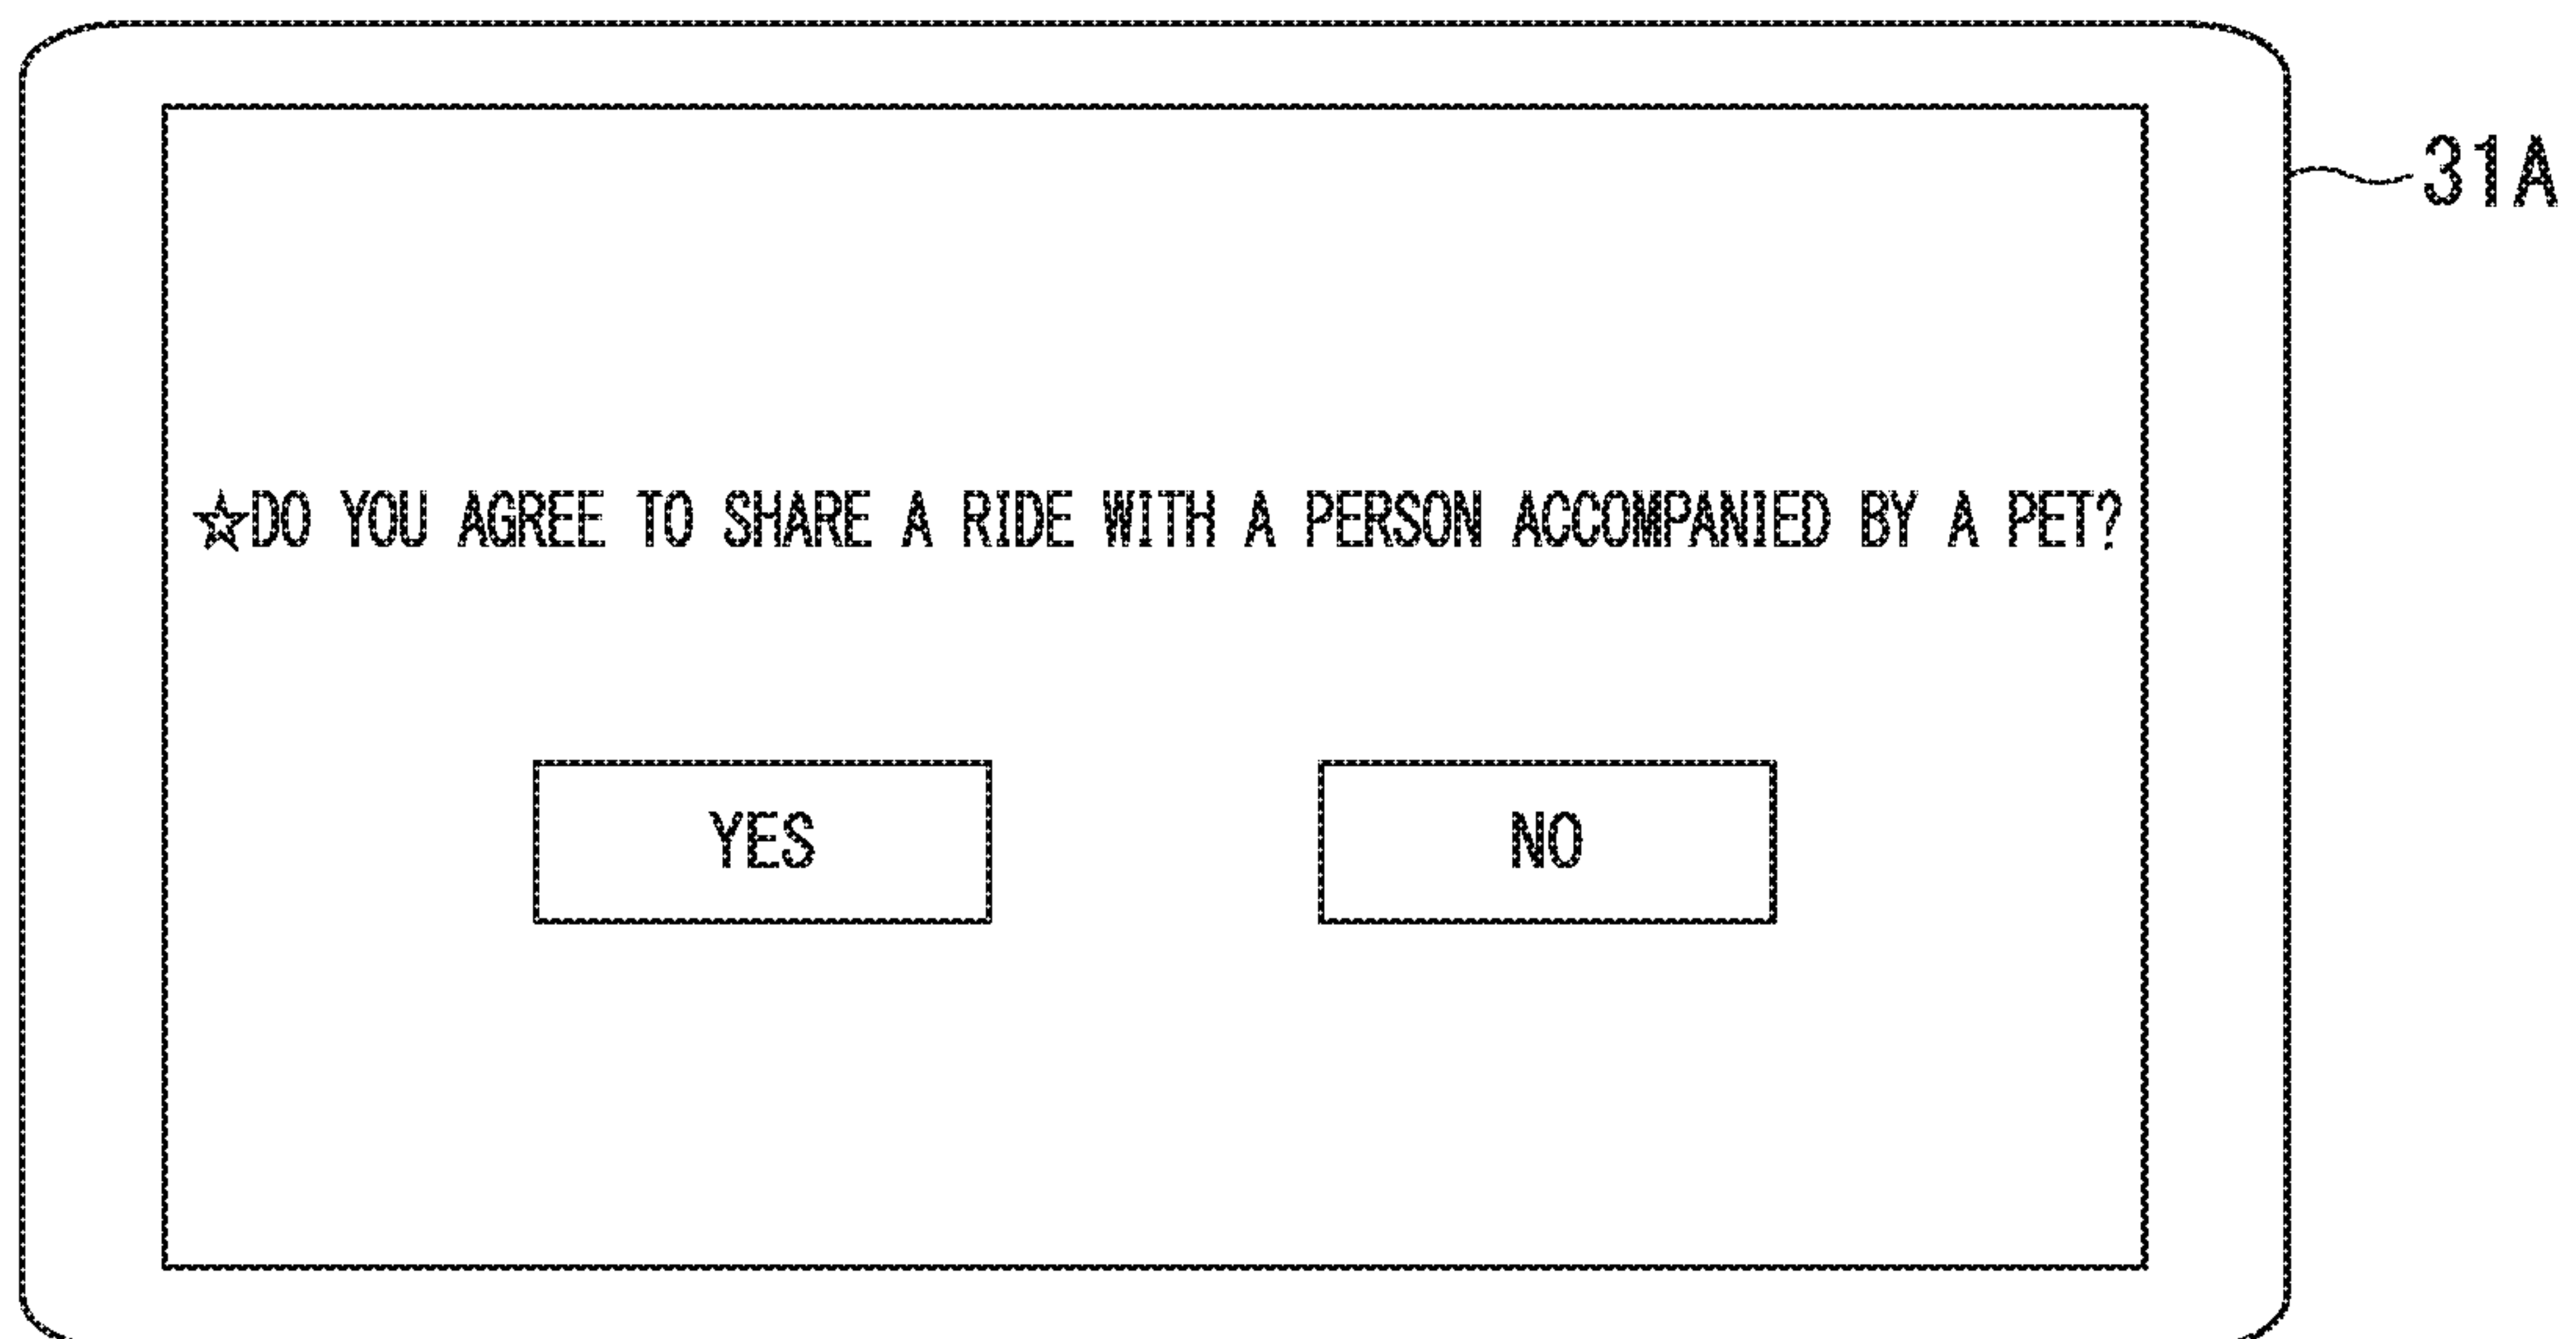 31A
☆DO YOU AGREE TO SHARE A RIDE WITH A PERSON ACCOMPANIED BY A PET?
YES NO